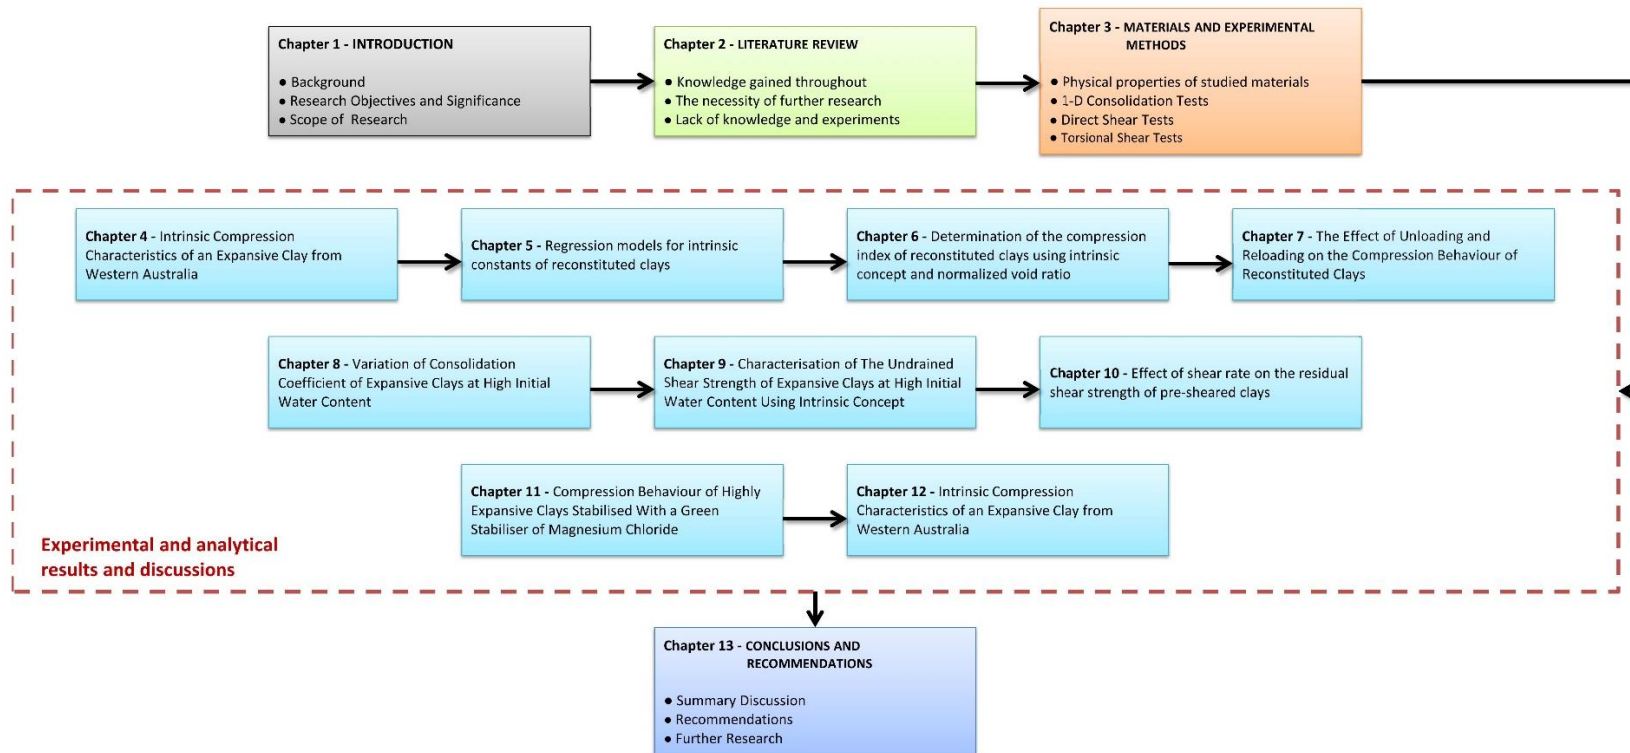 Chapter 1 - INTRODUCTION
● Background
● Research Objectives and Significance
● Scope of Research
Chapter 2 - LITERATURE REVIEW
● Knowledge gained throughout
● The necessity of further research
● Lack of knowledge and experiments
Chapter 3 - MATERIALS AND EXPERIMENTAL
METHODS
● Physical properties of studied materials
● 1-D Consolidation Tests
● Direct Shear Tests
● Torsional Shear Tests
Chapter 4 - Intrinsic Compression
Characteristics of an Expansive Clay from
Western Australia
Chapter 5 - Regression models for intrinsic
constants of reconstituted clays
Chapter 6 - Determination of the compression
index of reconstituted clays using intrinsic
concept and normalized void ratio
Chapter 7 - The Effect of Unloading and
Reloading on the Compression Behaviour of
Reconstituted Clays
Chapter 8 - Variation of Consolidation
Coefficient of Expansive Clays at High Initial
Water Content
Chapter 9 - Characterisation of The Undrained
Shear Strength of Expansive Clays at High Initial
Water Content Using Intrinsic Concept
Chapter 10 - Effect of shear rate on the residual
shear strength of pre-sheared clays
Chapter 11 - Compression Behaviour of Highly
Expansive Clays Stabilised With a Green
Stabiliser of Magnesium Chloride
Chapter 12 - Intrinsic Compression
Characteristics of an Expansive Clay from
Western Australia
Experimental and analytical
results and discussions
Chapter 13 - CONCLUSIONS AND
RECOMMENDATIONS
● Summary Discussion
● Recommendations
● Further Research